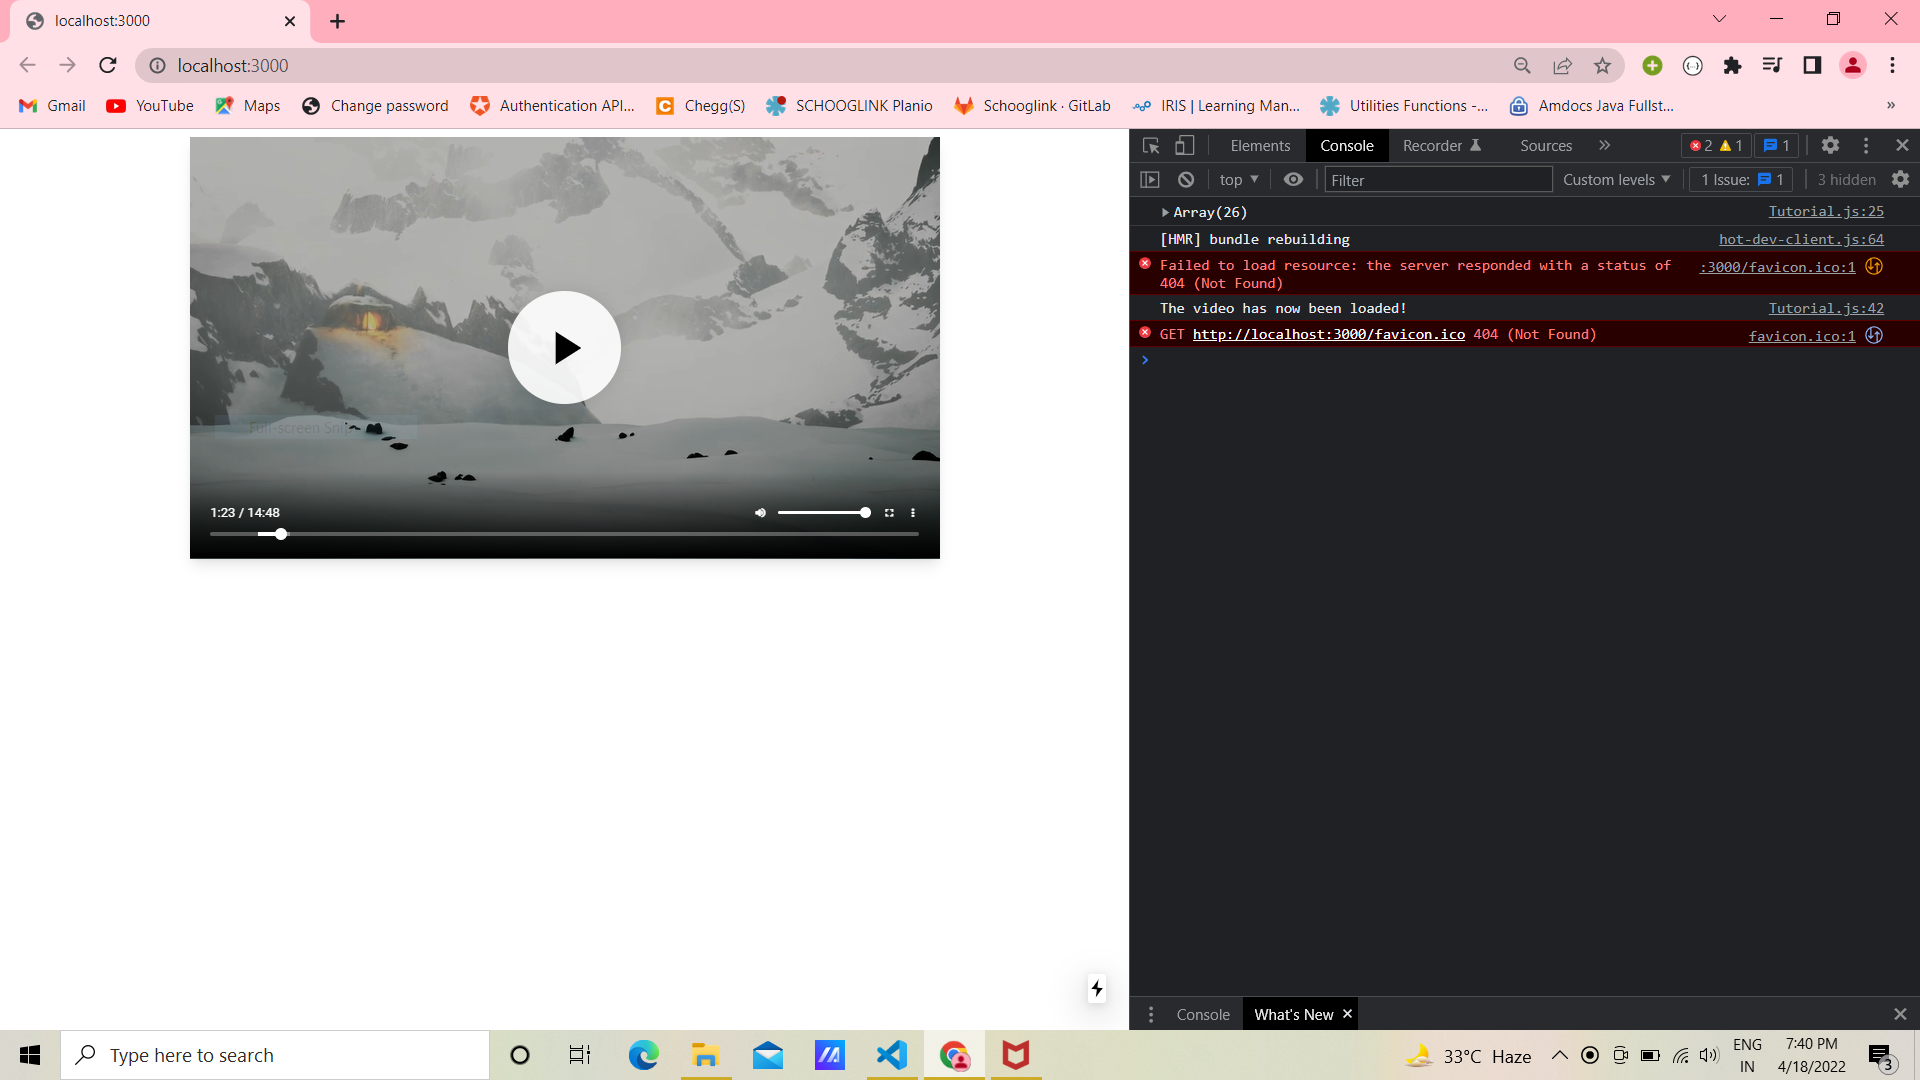 localhost:3000
localhost:3000
Gmail YouTube Maps Change password Authentication API... Chegg(S) SCHOOGLINK Planio Schooglink · GitLab IRIS | Learning Man... Utilities Functions -... Amdocs Java Fullst... »
Elements Console Recorder Sources » 2 1 1
top Filter Custom levels 1 Issue: 1 3 hidden
Array(26) Tutorial.js:25
[HMR] bundle rebuilding hot-dev-client.js:64
Failed to load resource: the server responded with a status of :3000/favicon.ico:1
404 (Not Found)
The video has now been loaded! Tutorial.js:42
GET http://localhost:3000/favicon.ico 404 (Not Found) favicon.ico:1
Full-screen Snip
1:23 / 14:48
Console What's New
Type here to search
33°C Haze
ENG
IN
7:40 PM
4/18/2022
3